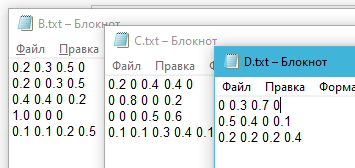 B.txt – Блокнот
Файл Правка
0.2 0.3 0.5 0
0.2 0 0.3 0.5
0.4 0.4 0 0.2
1.0 0 0 0
0.1 0.1 0.2 0.5
C.txt – Блокнот
Файл Правка
0.2 0 0.4 0.4 0
0 0.8 0 0 0.2
0 0 0 0.5 0.6
0.1 0.1 0.3 0.4 0.1
D.txt – Блокнот
Файл Правка Форма
0 0.3 0.7 0
0.5 0.4 0 0.1
0.2 0.2 0.2 0.4